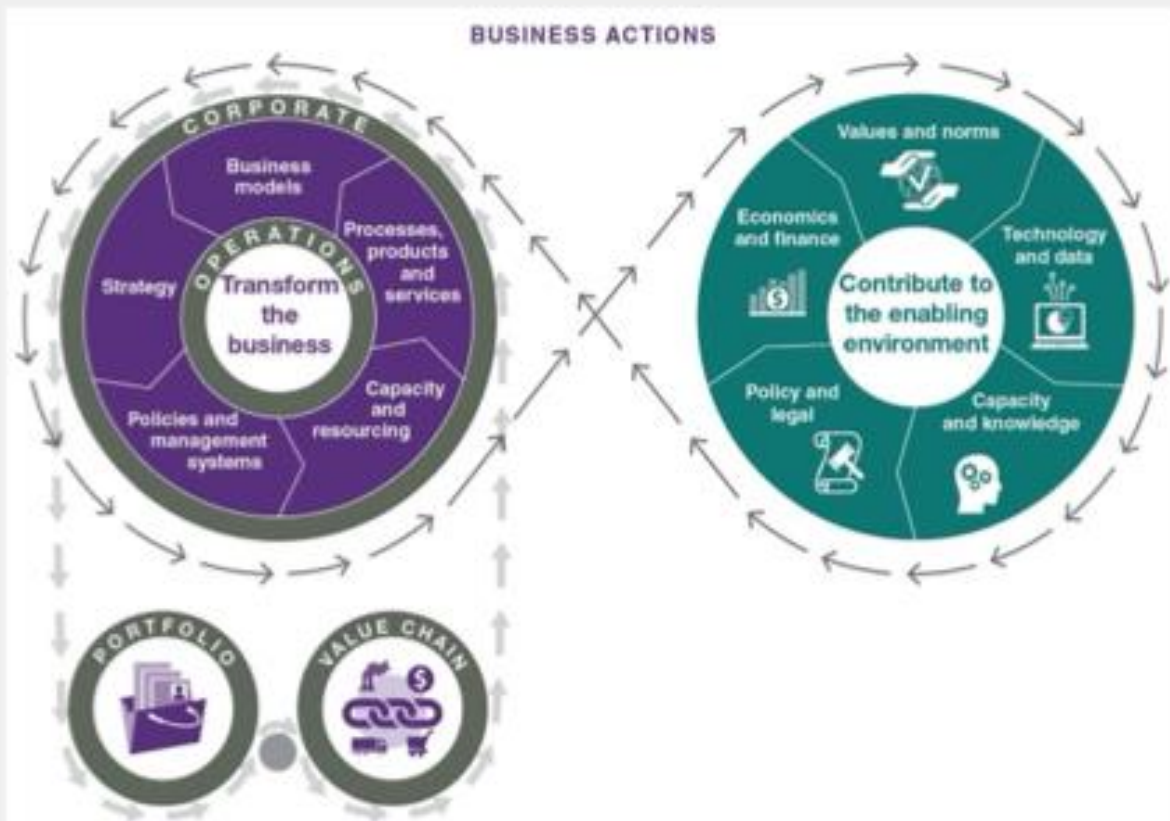 BUSINESS ACTIONS
CORPORATE
Business
models
Processes,
products
and
services
Strategy
OPERATIONS
Transform
the
business
Capacity
and
resourcing
Policies and
management
systems
PORTFOLIO
VALUE CHAIN
$
Values and norms
Economics
and finance
$
Technology
and data
Contribute to
the enabling
environment
Policy and
legal
Capacity
and knowledge